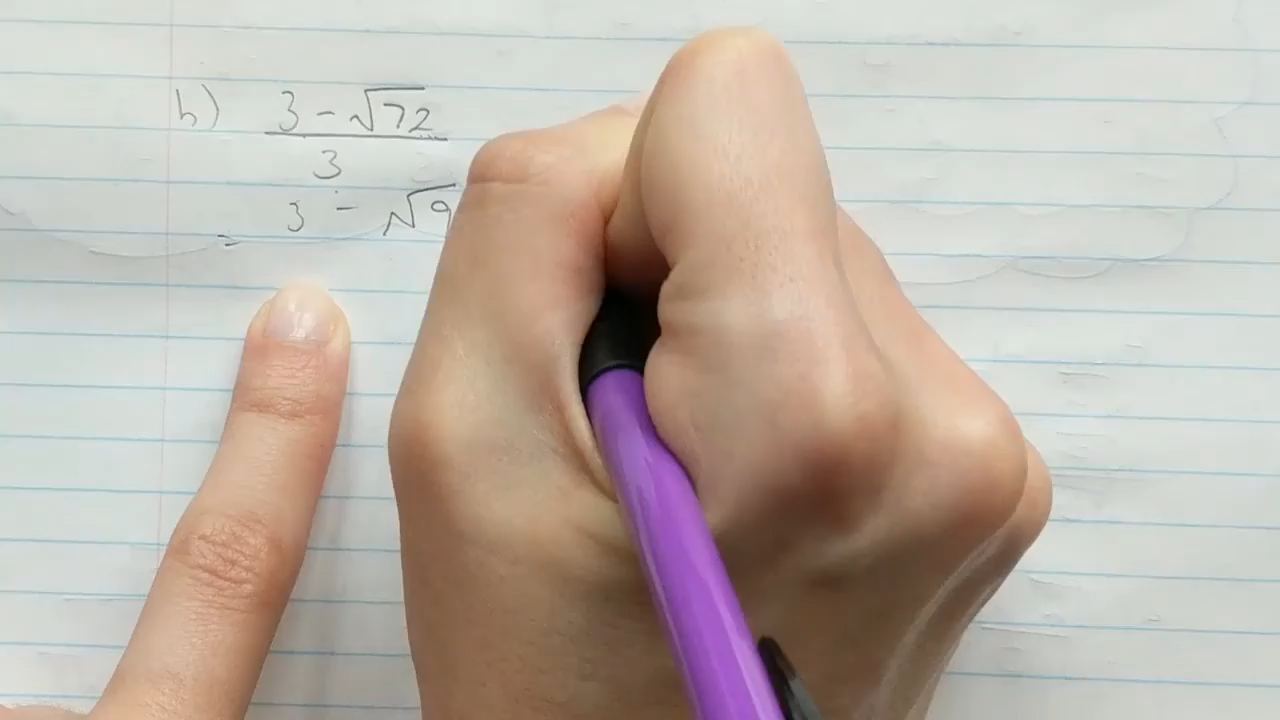 h) 3 - √72
3
= 3 - √9